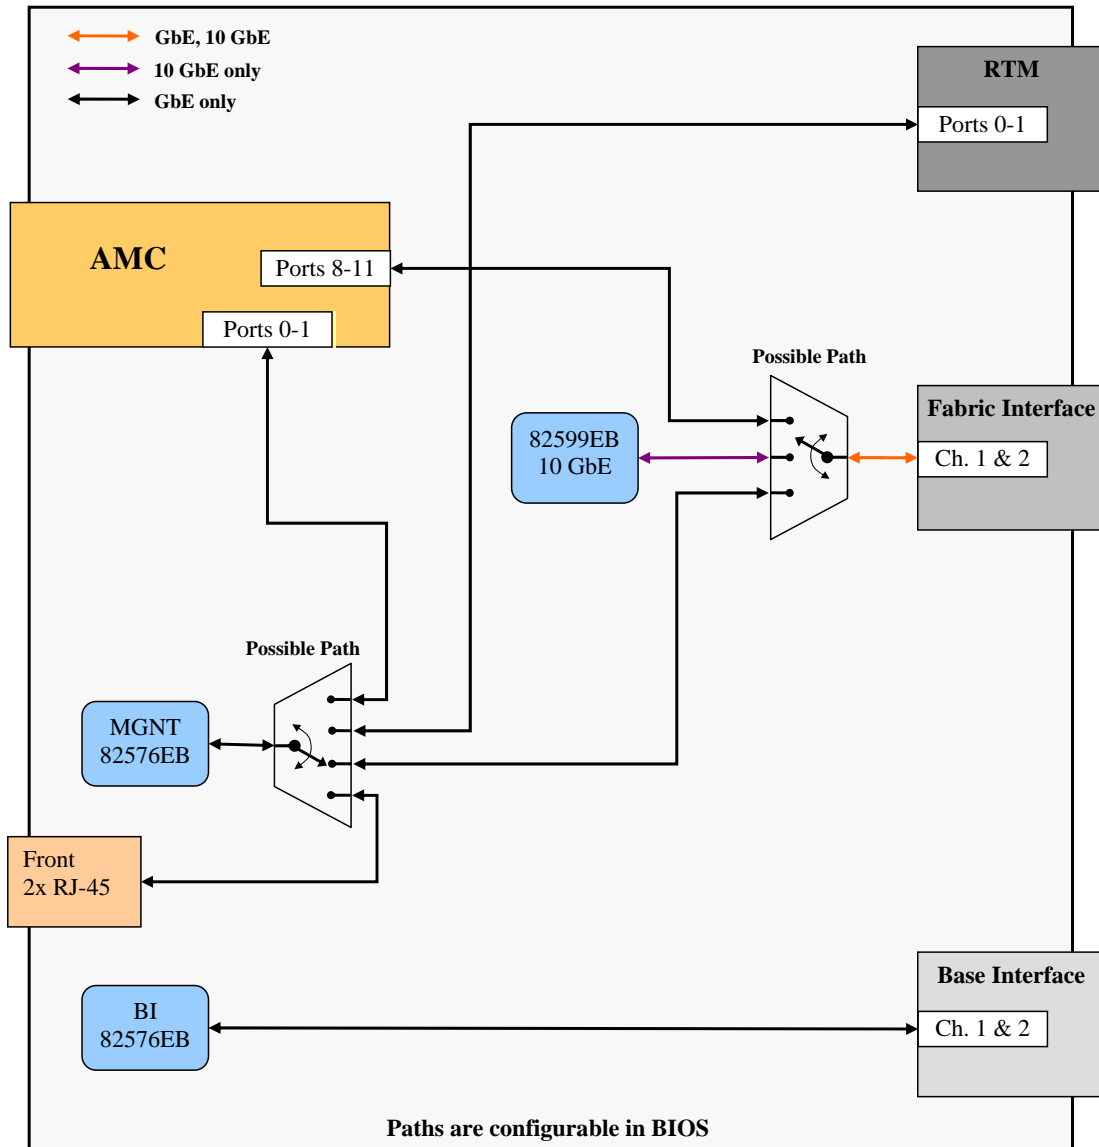 GbE, 10 GbE
10 GbE only
GbE only
RTM
Ports 0-1
AMC
Ports 8-11
Ports 0-1
Possible Path
82599EB
10 GbE
Fabric Interface
Ch. 1 & 2
Possible Path
MGNT
82576EB
Front
2x RJ-45
Base Interface
Ch. 1 & 2
BI
82576EB
Paths are configurable in BIOS